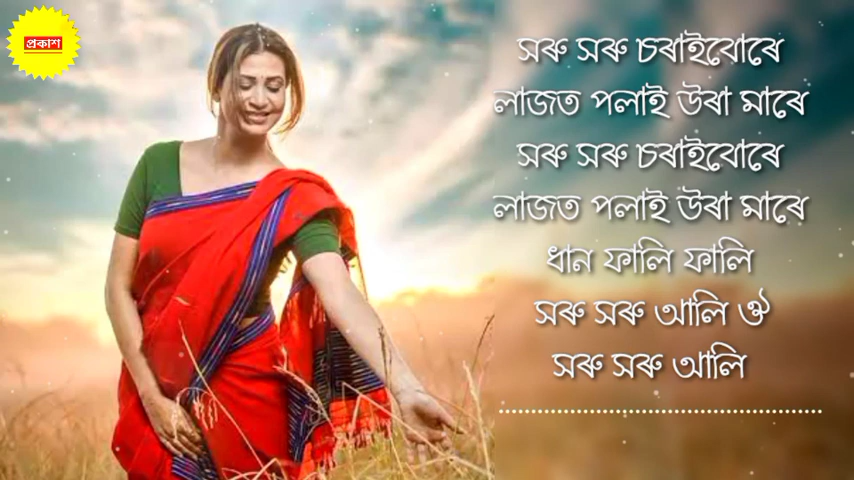 প্ৰকাশ
সৰু সৰু চৰাইবোৰে
লাজত পলাই উৰা মাৰে
সৰু সৰু চৰাইবোৰে
লাজত পলাই উৰা মাৰে
ধান ফালি ফালি
সৰু সৰু আলি ঔ
সৰু সৰু আলি
..................................................